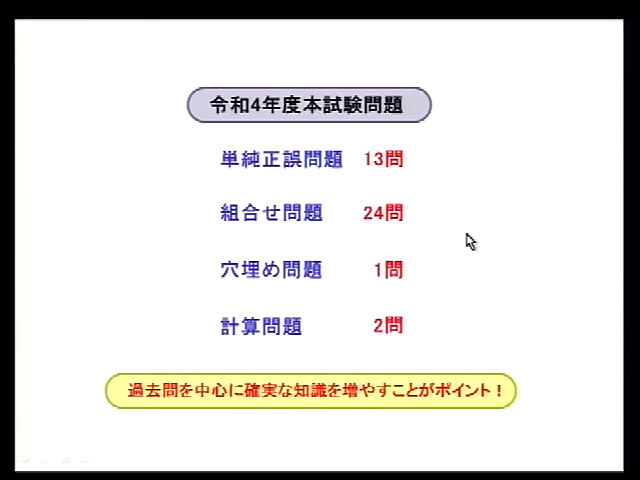 令和4年度本試験問題
単純正誤問題 13問
組合せ問題 24問
穴埋め問題 1問
計算問題 2問
過去問を中心に確実な知識を増やすことがポイント！